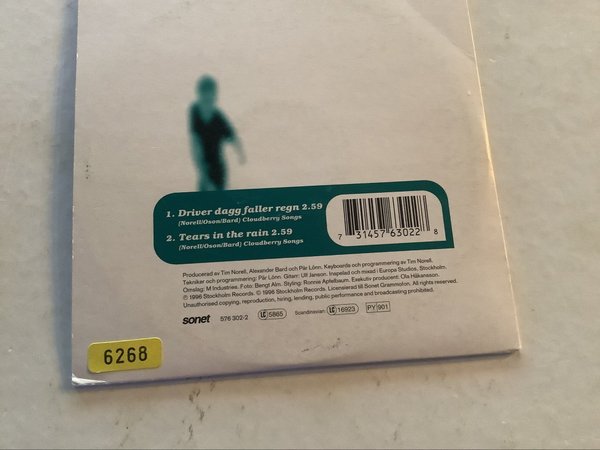 1. Driver dagg faller regn 2.59
(Norell/Oson/Bard) Cloudberry Songs
2. Tears in the rain 2.59
(Norell/Oson/Bard) Cloudberry Songs
7 31457 63022 8
Producerad av Tim Norell, Alexander Bard och Pär Lönn. Keyboards och programmering av Tim Norell.
Tekniker och programmering: Pär Lönn. Gitarr: Ulf Janson. Inspelad och mixad i Europa Studios, Stockholm.
Omslag: M Industries. Foto: Bengt Alm. Styling: Ronnie Apfelbaum. Exekutiv producent: Ola Håkansson.
℗ 1996 Stockholm Records. © 1996 Stockholm Records. Licensierad till Sonet Grammofon. All rights reserved.
Unauthorised copying, reproduction, hiring, lending, public performance and broadcasting prohibited.
sonet 576 302-2 LC 5865 Scandinavian LC 16923 PY 901
6268